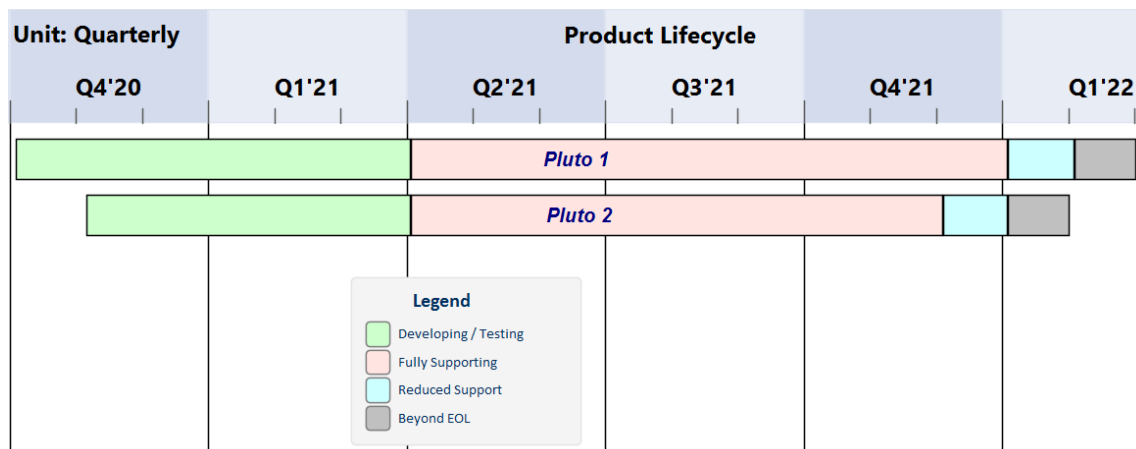 Unit: Quarterly
Product Lifecycle
Q4'20 Q1'21 Q2'21 Q3'21 Q4'21 Q1'22
Pluto 1
Pluto 2
Legend
Developing / Testing
Fully Supporting
Reduced Support
Beyond EOL